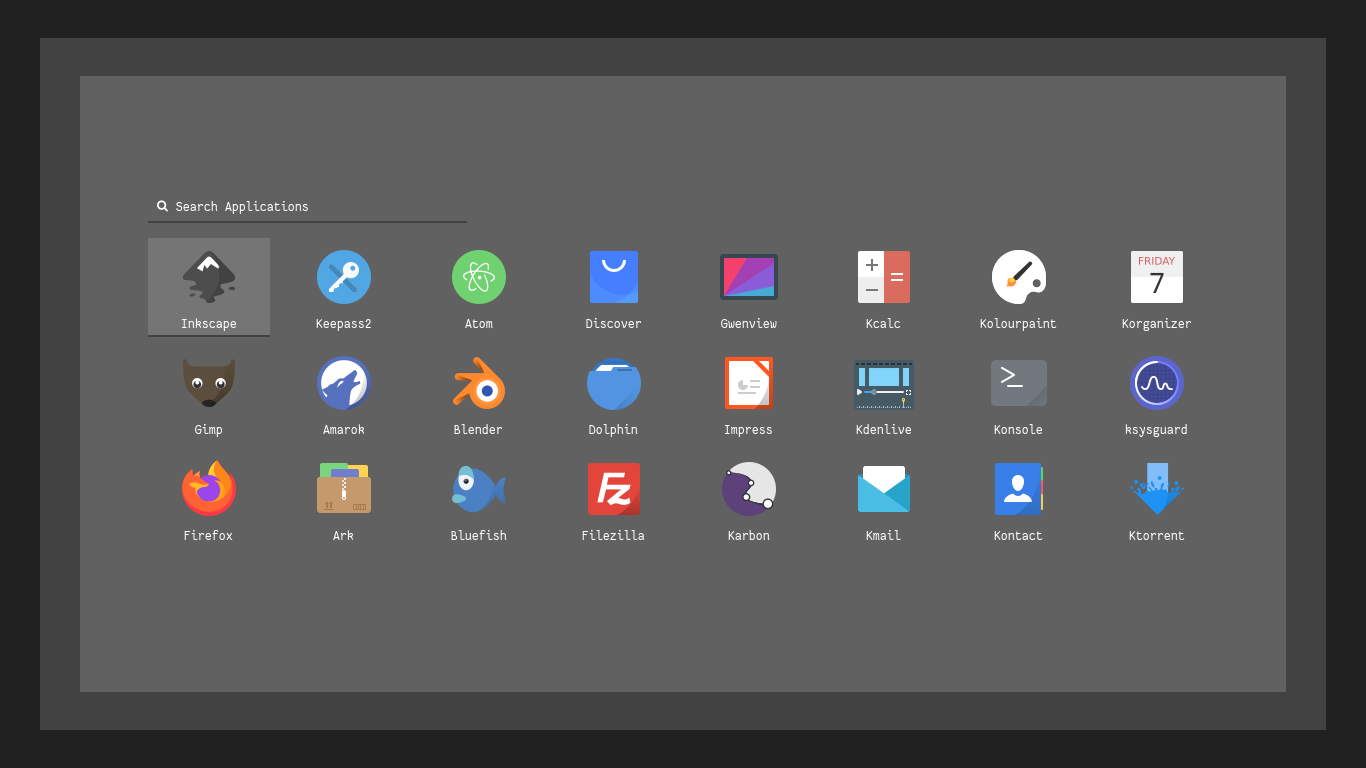 Search Applications
Inkscape
Keepass2
Atom
Discover
Gwenview
Kcalc
Kolourpaint
FRIDAY
7
Korganizer
Gimp
Amarok
Blender
Dolphin
Impress
Kdenlive
Konsole
ksysguard
Firefox
Ark
Bluefish
Fz
Filezilla
Karbon
Kmail
Kontact
Ktorrent